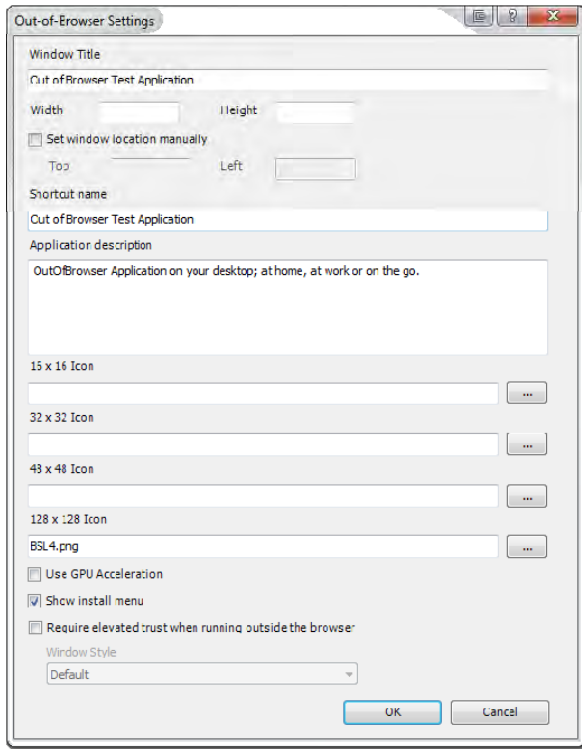 Out-of-Browser Settings
Window Title
Out of Browser Test Application
Width Height
Set window location manually
Top Left
Shortcut name
Out of Browser Test Application
Application description
OutOfBrowser Application on your desktop; at home, at work or on the go.
16 x 16 Icon
...
32 x 32 Icon
...
48 x 48 Icon
...
128 x 128 Icon
BSL4.png ...
Use GPU Acceleration
Show install menu
Require elevated trust when running outside the browser
Window Style
Default
OK Cancel